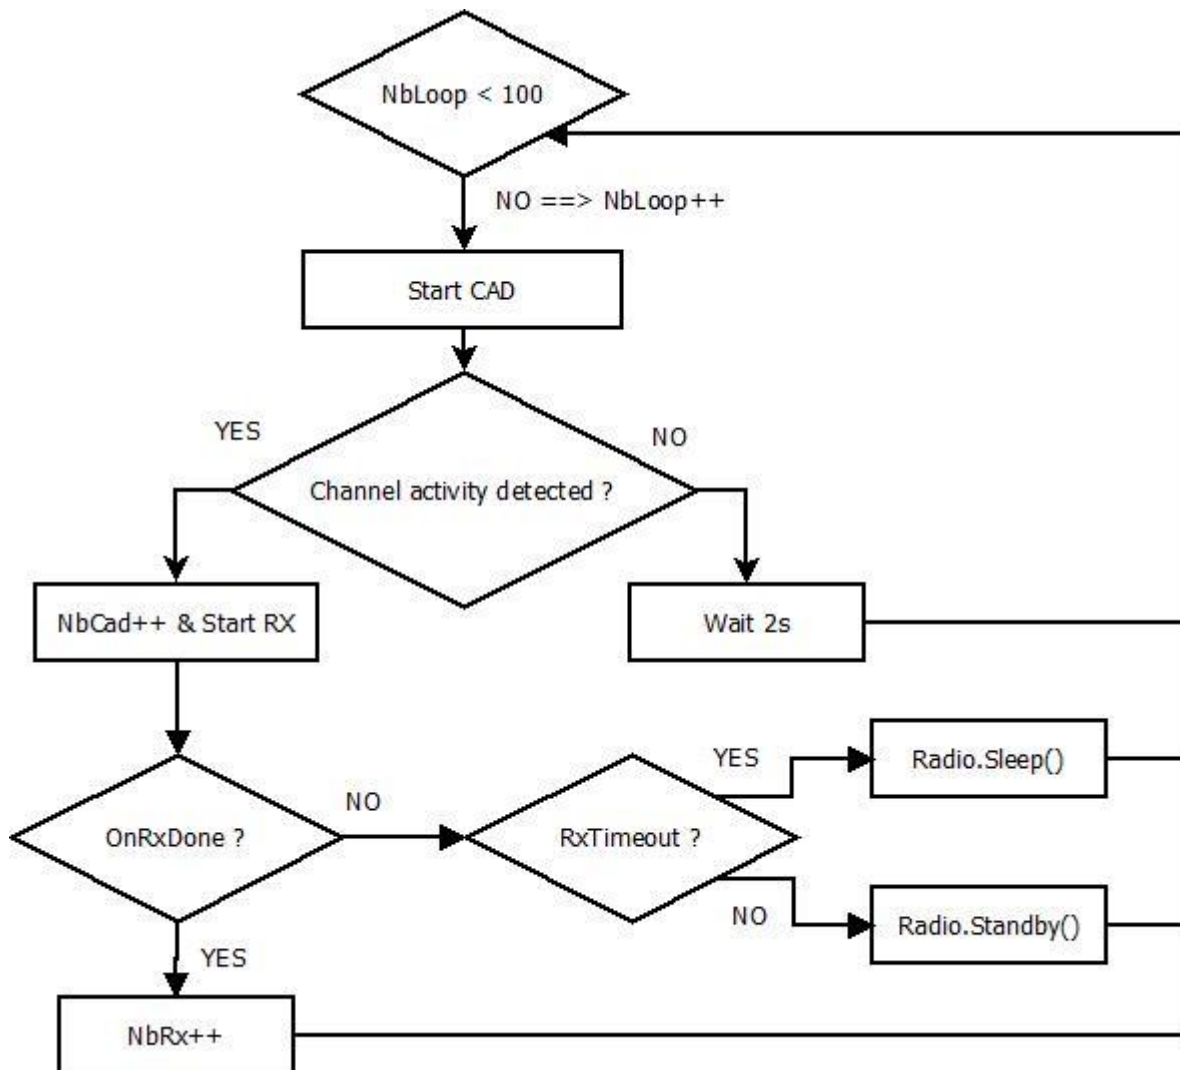 NbLoop < 100
NO ==> NbLoop++
Start CAD
YES
NO
Channel activity detected ?
NbCad++ & Start RX
Wait 2s
YES
Radio.Sleep()
NO
OnRxDone ?
RxTimeout ?
NO
Radio.Standby()
YES
NbRx++